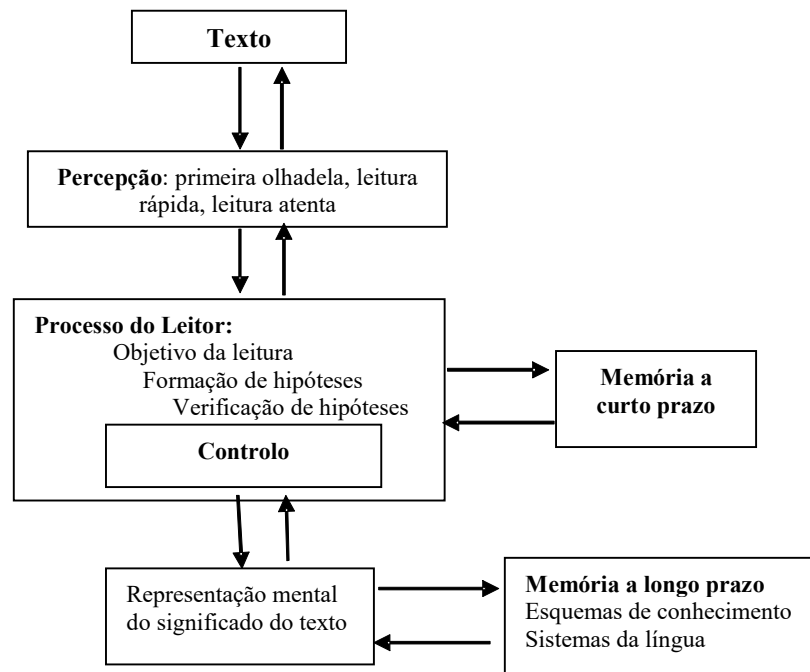 Texto
Percepção: primeira olhadela, leitura
rápida, leitura atenta
Processo do Leitor:
Objetivo da leitura
Formação de hipóteses
Verificação de hipóteses
Controlo
Memória a
curto prazo
Representação mental
do significado do texto
Memória a longo prazo
Esquemas de conhecimento
Sistemas da língua